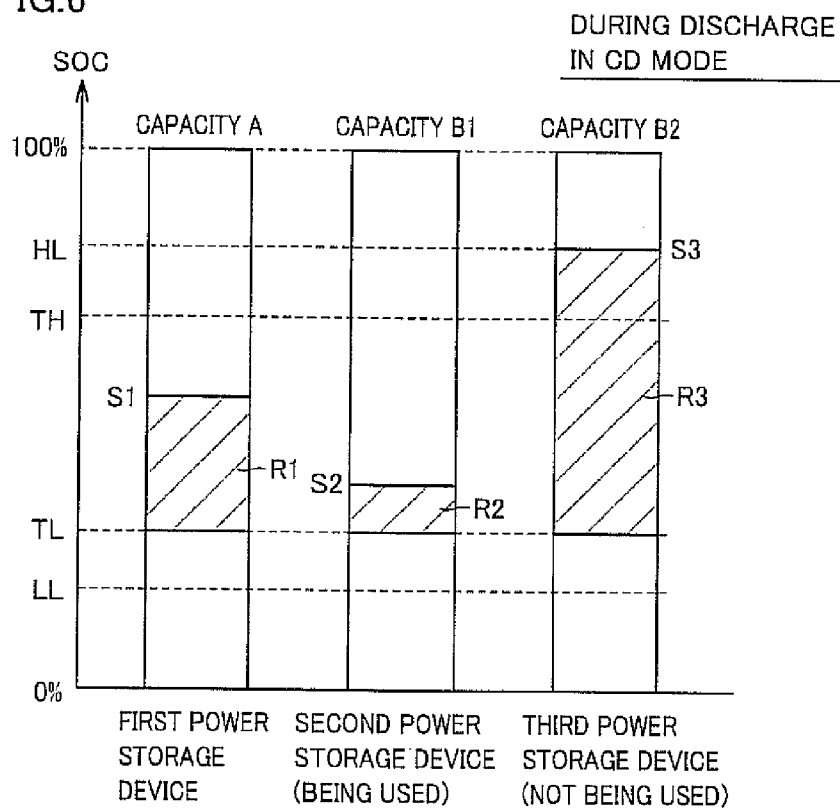 IG.6
DURING DISCHARGE
IN CD MODE
SOC
CAPACITY A
CAPACITY B1
CAPACITY B2
100%
HL
S3
TH
S1
R3
R1
S2
R2
TL
LL
0%
FIRST POWER
STORAGE
DEVICE
SECOND POWER
STORAGE DEVICE
(BEING USED)
THIRD POWER
STORAGE DEVICE
(NOT BEING USED)